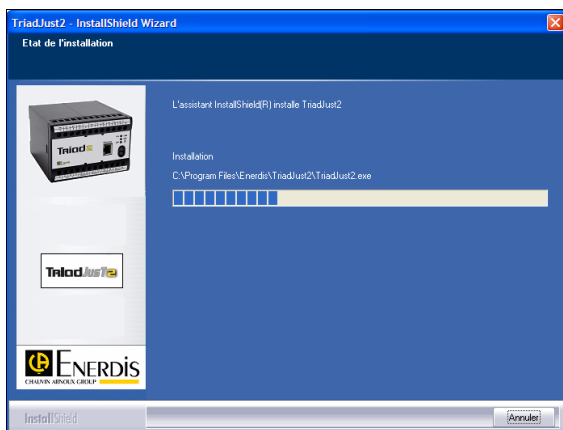 TriadJust2 - InstallShield Wizard
Etat de l'installation
L'assistant InstallShield(R) installe TriadJust2
Installation
C:\Program Files\Enerdis\TriadJust2\TriadJust2.exe
Triad2
TriadJust2
ENERDIS
CHAUVIN ARNOUX GROUP
InstallShield
Annuler